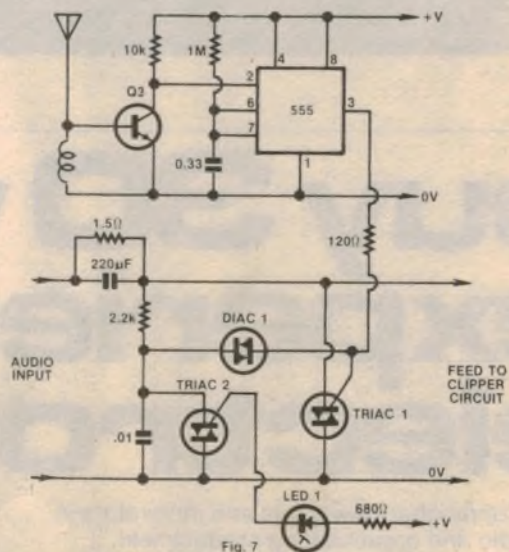 +V
10k
1M
4
8
Q3
2
555
3
6
7
0.33
1
0V
1.5Ω
120Ω
220µF
2.2k
DIAC 1
AUDIO
INPUT
TRIAC 2
FEED TO
CLIPPER
CIRCUIT
TRIAC 1
.01
0V
LED 1
680Ω
+V
Fig. 7